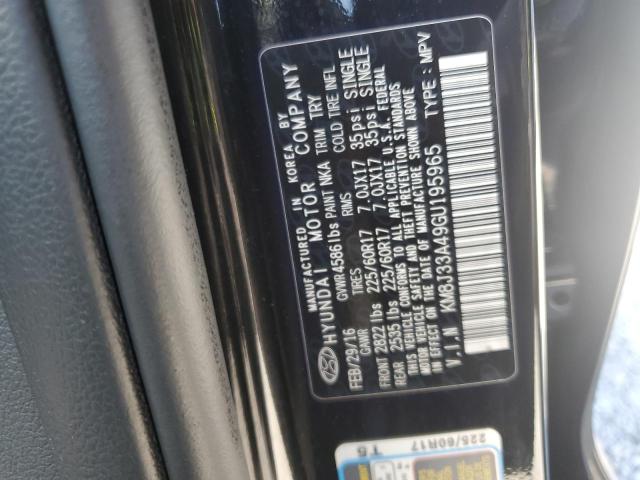 MANUFACTURED IN KOREA BY
HYUNDAI MOTOR COMPANY
FEB/29/16 GVWR 4586 lbs PAINT NKA TRIM TRY
GAWR TIRES RIMS COLD TIRE INFL
FRONT 2822 lbs 225/60R17 7.0JX17 35psi SINGLE
REAR 2535 lbs 225/60R17 7.0JX17 35psi SINGLE
THIS VEHICLE CONFORMS TO ALL APPLICABLE U.S.A. FEDERAL
MOTOR VEHICLE SAFETY AND THEFT PREVENTION STANDARDS
IN EFFECT ON THE DATE OF MANUFACTURE SHOWN ABOVE
V.I.N KM8J33A49GU195965 TYPE : MPV
225/60R17
T5